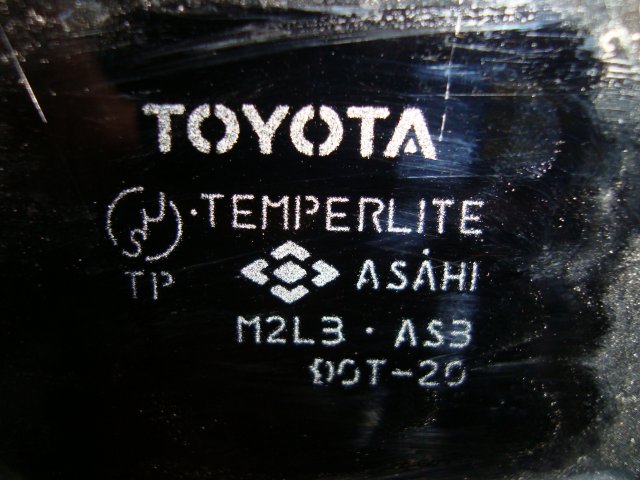 TOYOTA
·TEMPERLITE
TP
ASAHI
M2L3 · AS3
DOT-20